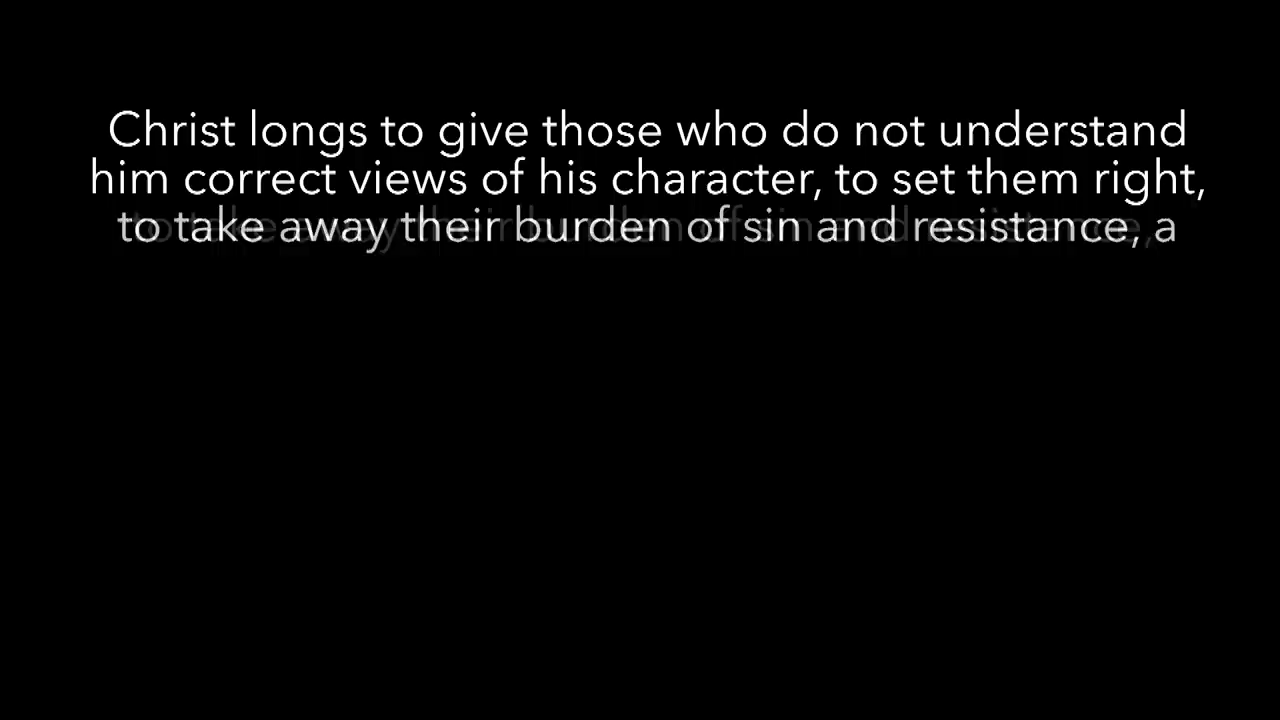 Christ longs to give those who do not understand
him correct views of his character, to set them right,
to take away their burden of sin and resistance, a